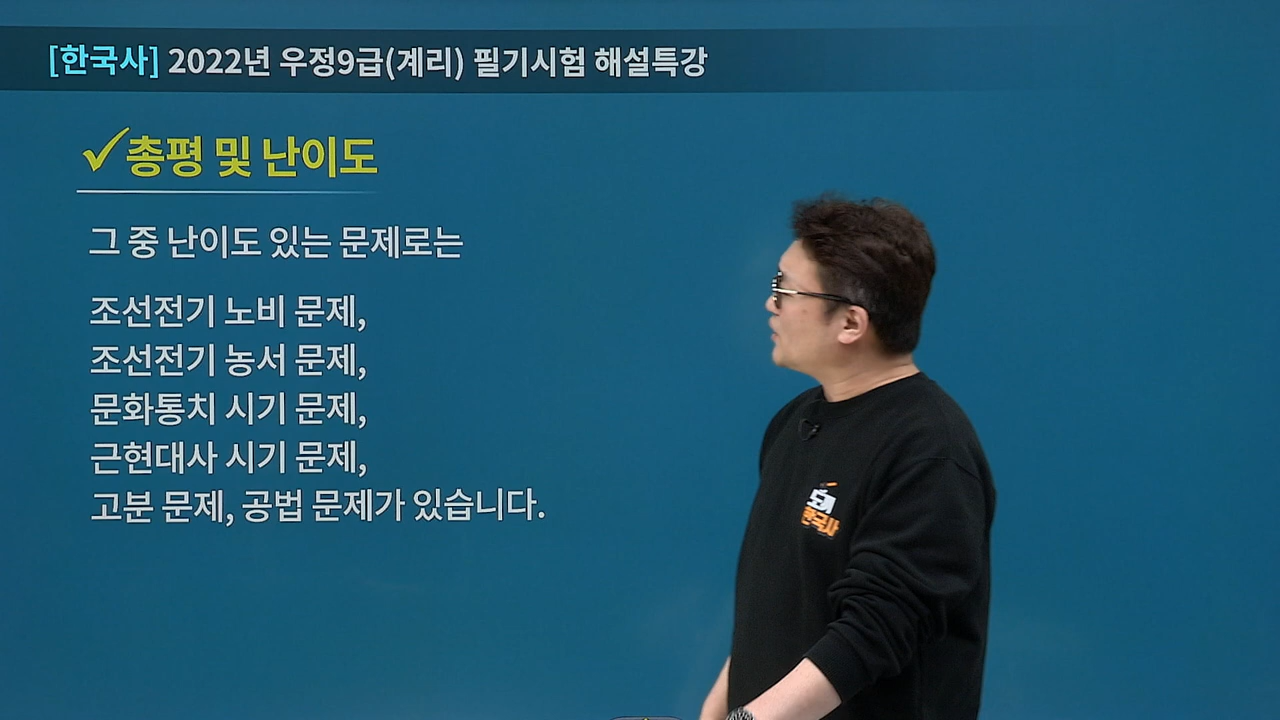 [한국사] 2022년 우정9급(계리) 필기시험 해설특강
총평 및 난이도
그 중 난이도 있는 문제로는
조선전기 노비 문제,
조선전기 농서 문제,
문화통치 시기 문제,
근현대사 시기 문제,
고분 문제, 공법 문제가 있습니다.
한국사